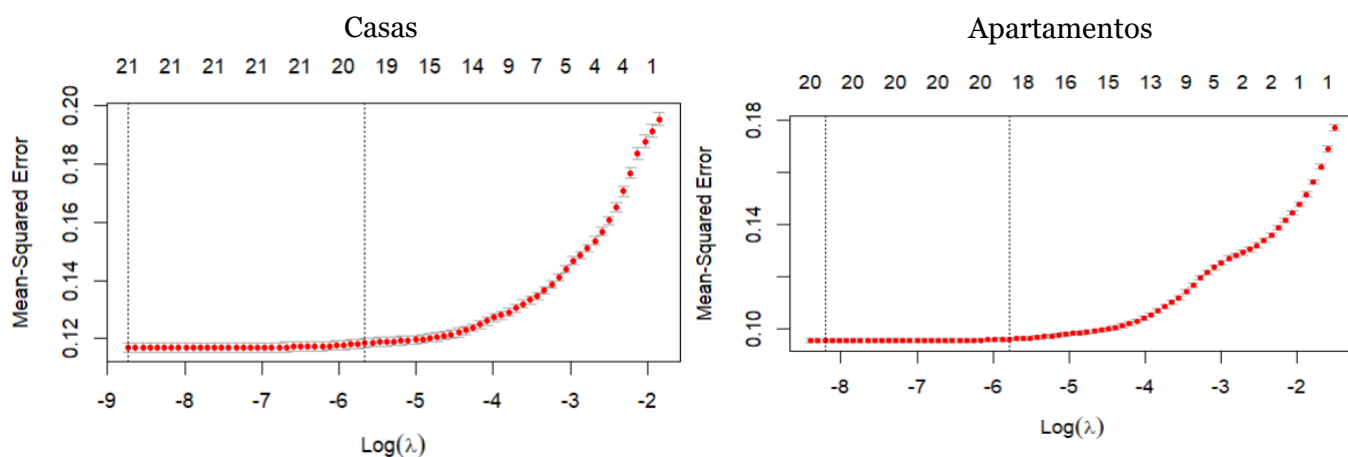 Casas
21 21 21 21 21 20 19 15 14 9 7 5 4 4 1
Mean-Squared Error
0.20
0.18
0.16
0.14
0.12
-9 -8 -7 -6 -5 -4 -3 -2
Log(λ)
Apartamentos
20 20 20 20 20 18 16 15 13 9 5 2 2 1 1
Mean-Squared Error
0.18
0.14
0.10
-8 -7 -6 -5 -4 -3 -2
Log(λ)